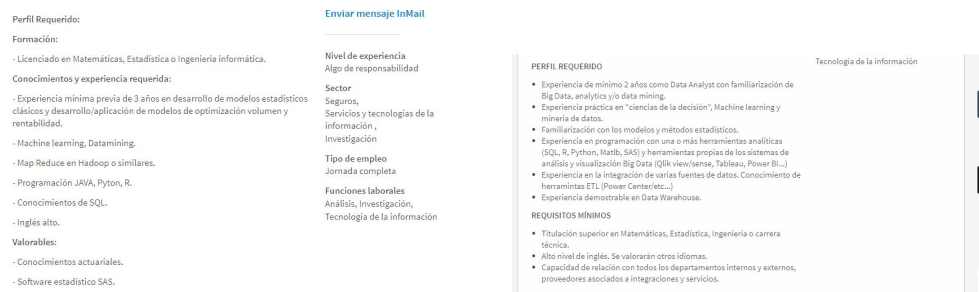 Perfil Requerido:
Formación:
- Licenciado en Matemáticas, Estadística o Ingeniería informática.
Conocimientos y experiencia requerida:
- Experiencia mínima previa de 3 años en desarrollo de modelos estadísticos
clásicos y desarrollo/aplicación de modelos de optimización volumen y
rentabilidad.
- Machine learning, Datamining.
- Map Reduce en Hadoop o similares.
- Programación JAVA, Pyton, R.
- Conocimientos de SQL.
- Inglés alto.
Valorables:
- Conocimientos actuariales.
- Software estadístico SAS.
Enviar mensaje InMail
Nivel de experiencia
Algo de responsabilidad
Sector
Seguros,
Servicios y tecnologías de la
información ,
Investigación
Tipo de empleo
Jornada completa
Funciones laborales
Análisis, Investigación,
Tecnología de la información
PERFIL REQUERIDO
• Experiencia de mínimo 2 años como Data Analyst con familiarización de
Big Data, analytics y/o data mining.
• Experiencia práctica en "ciencias de la decisión", Machine learning y
minería de datos.
• Familiarización con los modelos y métodos estadísticos.
• Experiencia en programación con una o más herramientas analíticas
(SQL, R, Python, Matlb, SAS) y herramientas propias de los sistemas de
análisis y visualización Big Data (Qlik view/sense, Tableau, Power BI...)
• Experiencia en la integración de varias fuentes de datos. Conocimiento de
herramintas ETL (Power Center/etc...)
• Experiencia demostrable en Data Warehouse.
REQUISITOS MÍNIMOS
• Titulación superior en Matemáticas, Estadística, Ingeniería o carrera
técnica.
• Alto nivel de inglés. Se valorarán otros idiomas.
• Capacidad de relación con todos los departamentos internos y externos,
proveedores asociados a integraciones y servicios.
Tecnología de la información